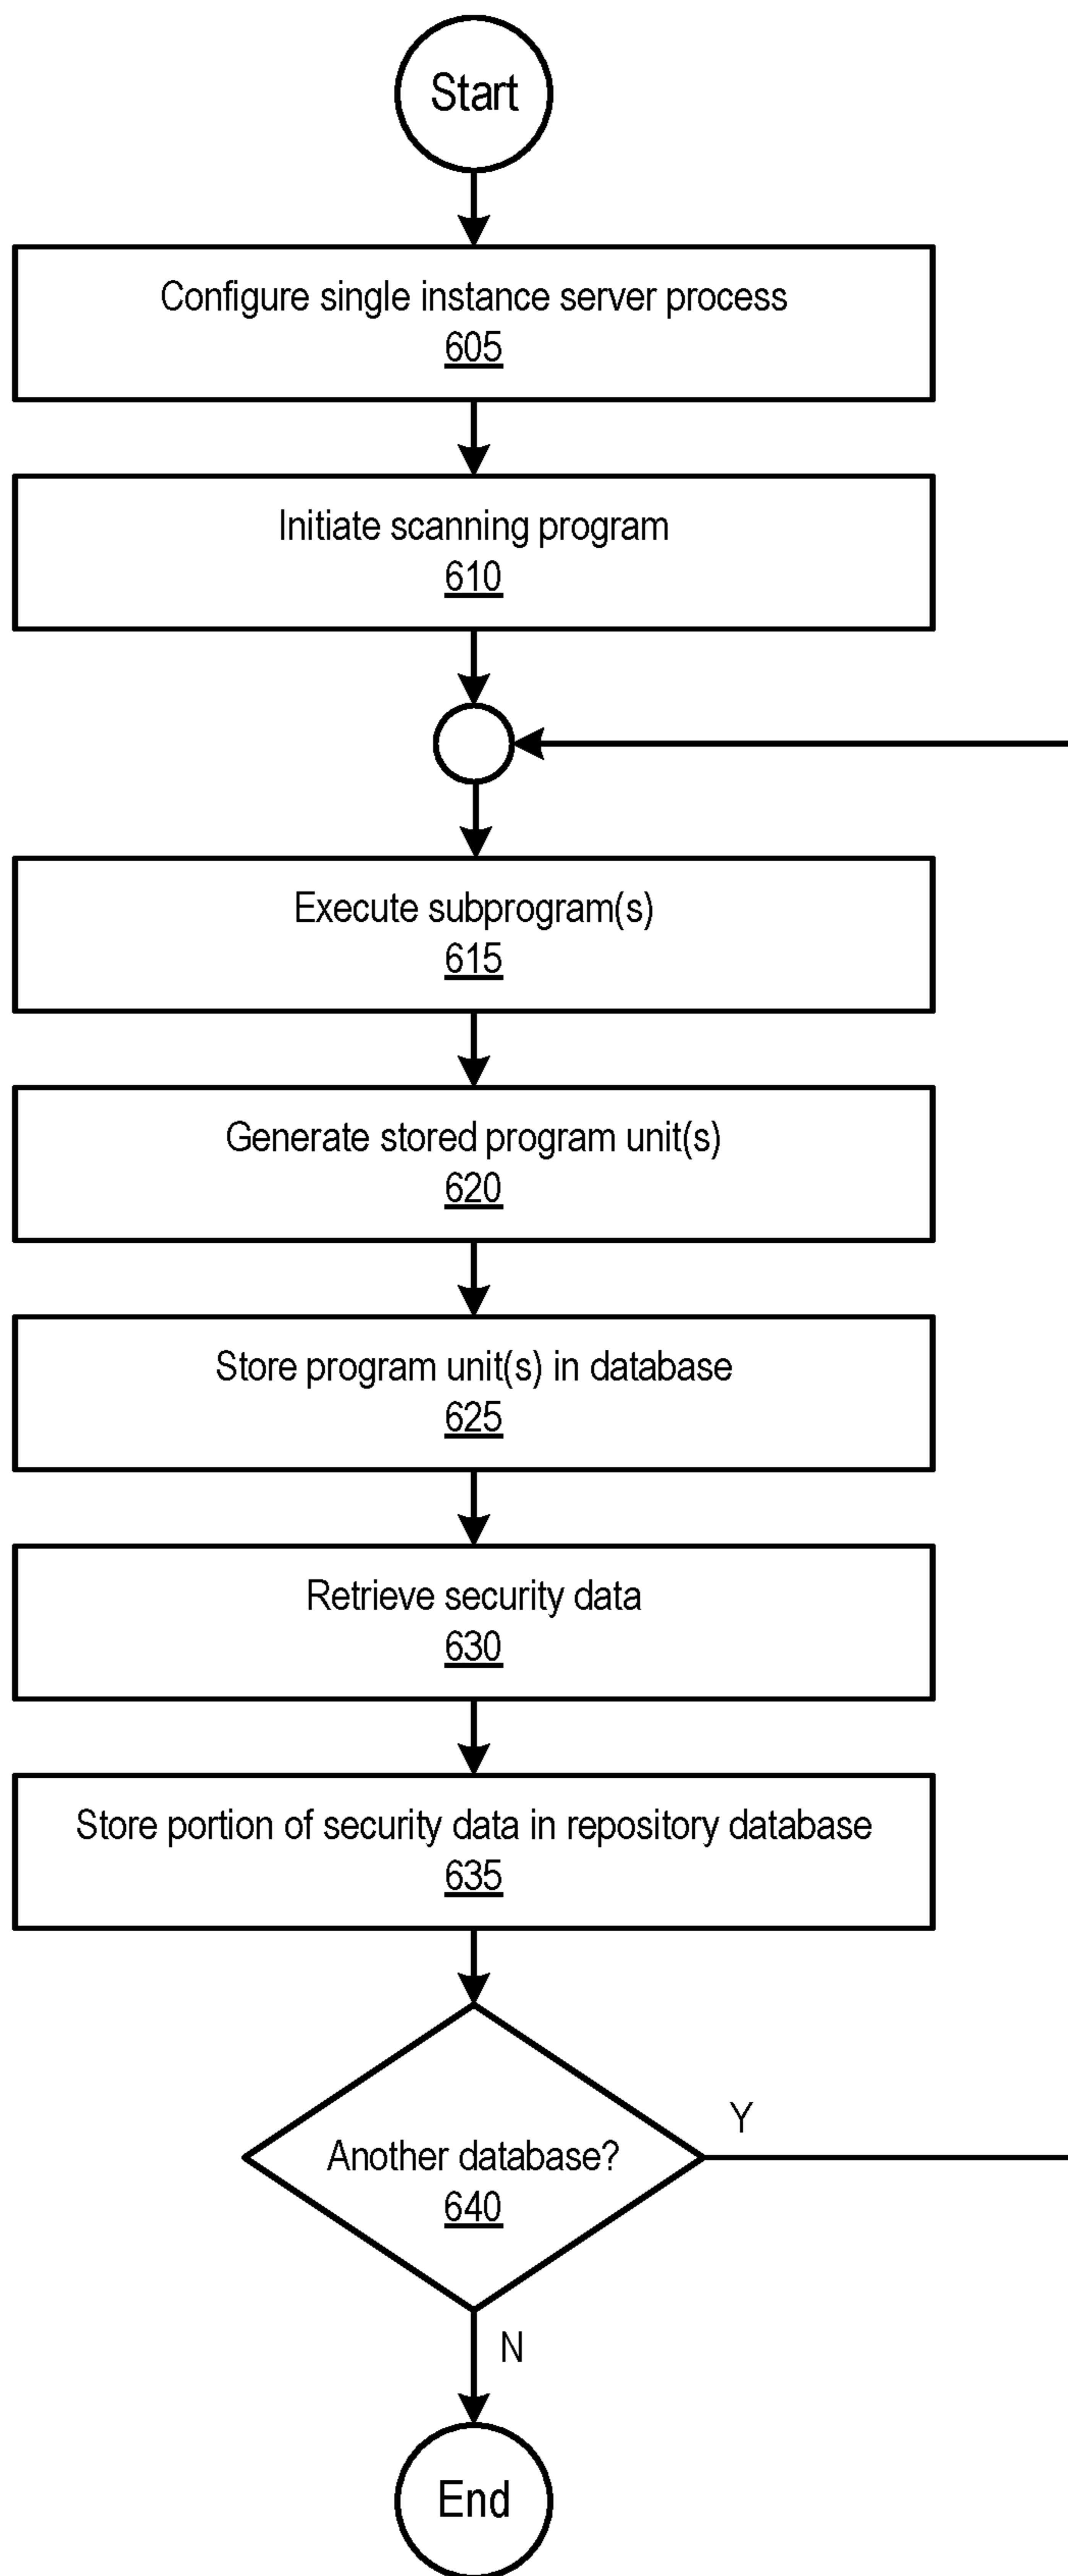 Start
Configure single instance server process
605
Initiate scanning program
610
Execute subprogram(s)
615
Generate stored program unit(s)
620
Store program unit(s) in database
625
Retrieve security data
630
Store portion of security data in repository database
635
Another database?
640
Y
N
End